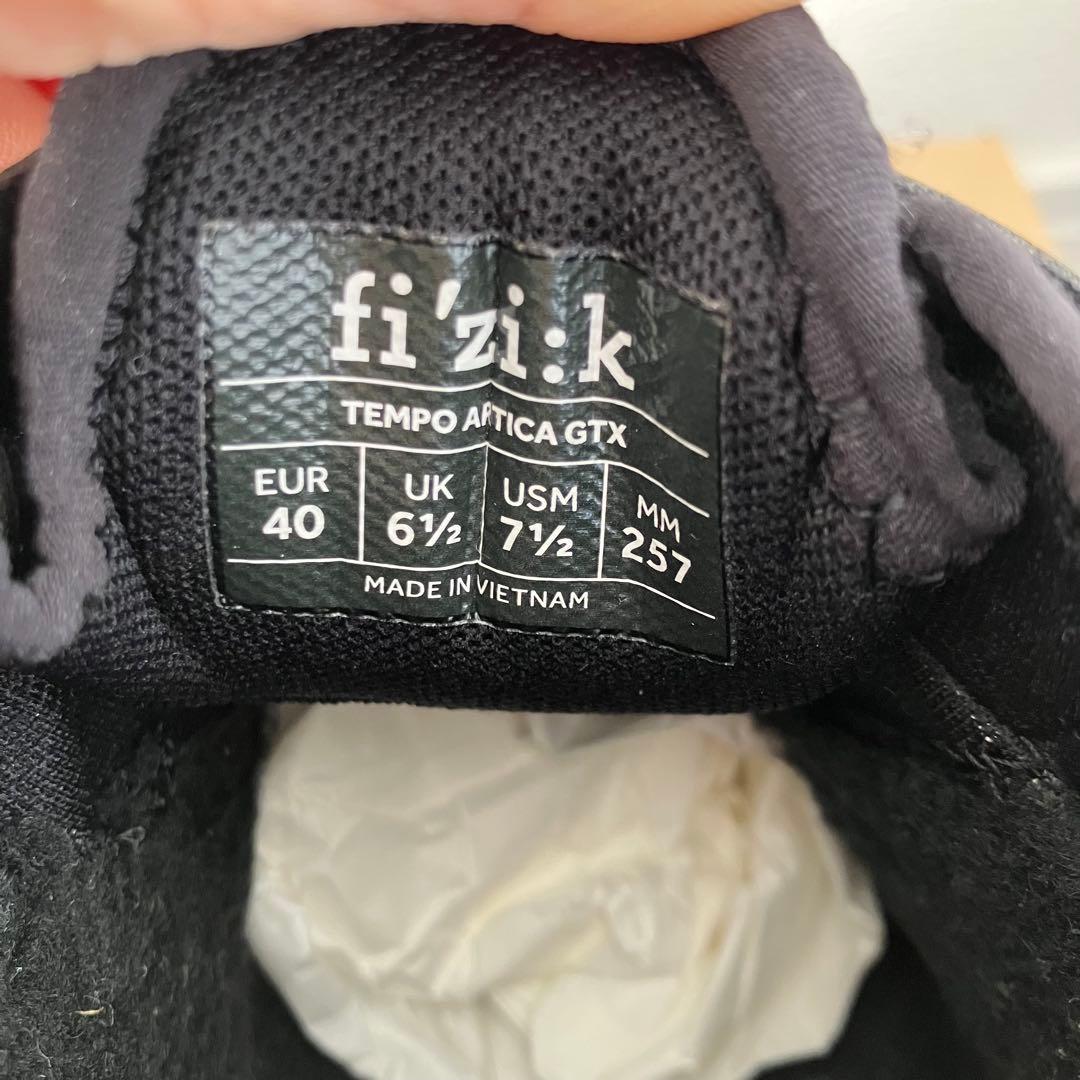 fi'zi:k
TEMPO ARTICA GTX
EUR UK USM MM
40 6½ 7½ 257
MADE IN VIETNAM